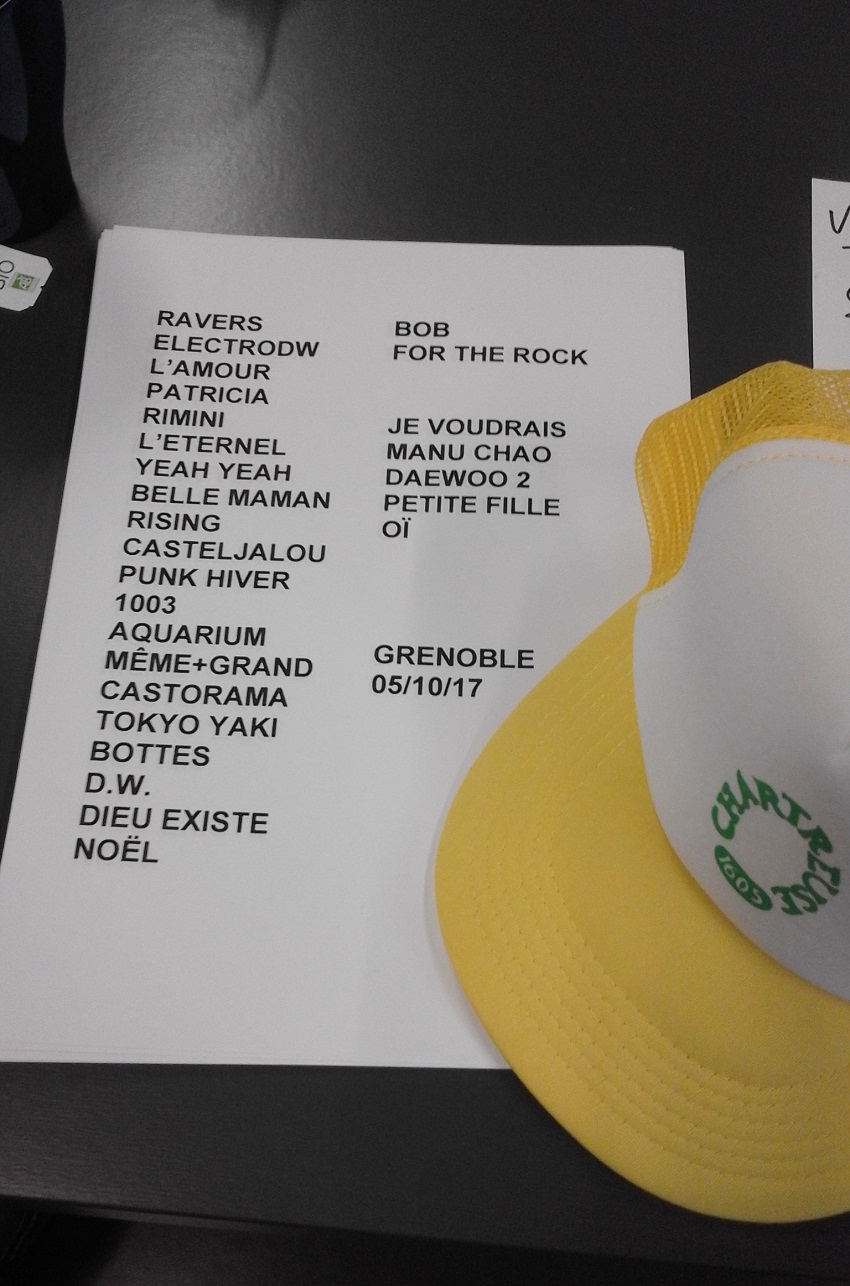 RAVERS
ELECTRODW
L'AMOUR
PATRICIA
RIMINI
L'ETERNEL
YEAH YEAH
BELLE MAMAN
RISING
CASTELJALOU
PUNK HIVER
1003
AQUARIUM
MÊME+GRAND
CASTORAMA
TOKYO YAKI
BOTTES
D.W.
DIEU EXISTE
NOËL
BOB
FOR THE ROCK
JE VOUDRAIS
MANU CHAO
DAEWOO 2
PETITE FILLE
OÏ
GRENOBLE
05/10/17
CHARTREUSE
1605